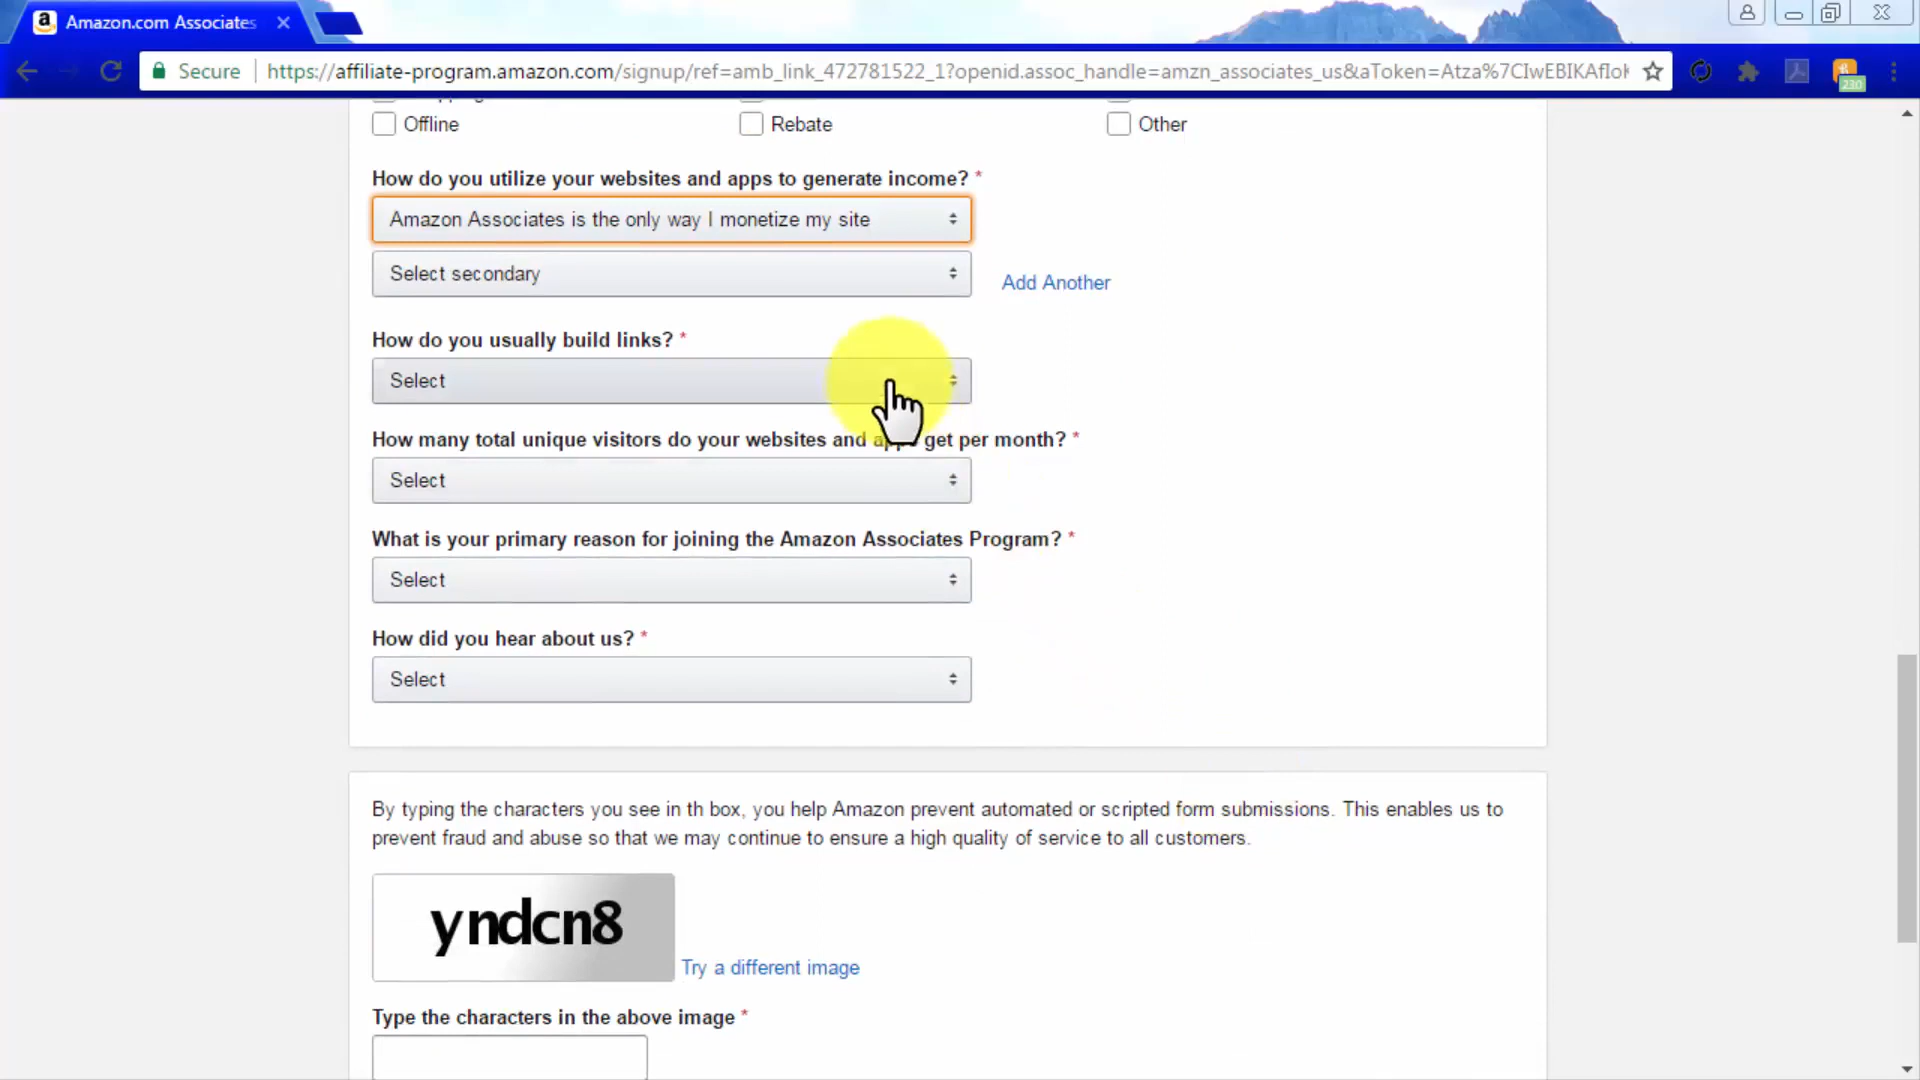 Amazon.com Associates
Secure https://affiliate-program.amazon.com/signup/ref=amb_link_472781522_1?openid.assoc_handle=amzn_associates_us&aToken=Atza%7CIwEBIKAfIoK
230
Offline Rebate Other
How do you utilize your websites and apps to generate income? *
Amazon Associates is the only way I monetize my site
Select secondary
Add Another
How do you usually build links? *
Select
How many total unique visitors do your websites and apps get per month? *
Select
What is your primary reason for joining the Amazon Associates Program? *
Select
How did you hear about us? *
Select
By typing the characters you see in th box, you help Amazon prevent automated or scripted form submissions. This enables us to
prevent fraud and abuse so that we may continue to ensure a high quality of service to all customers.
yndcn8
Try a different image
Type the characters in the above image *